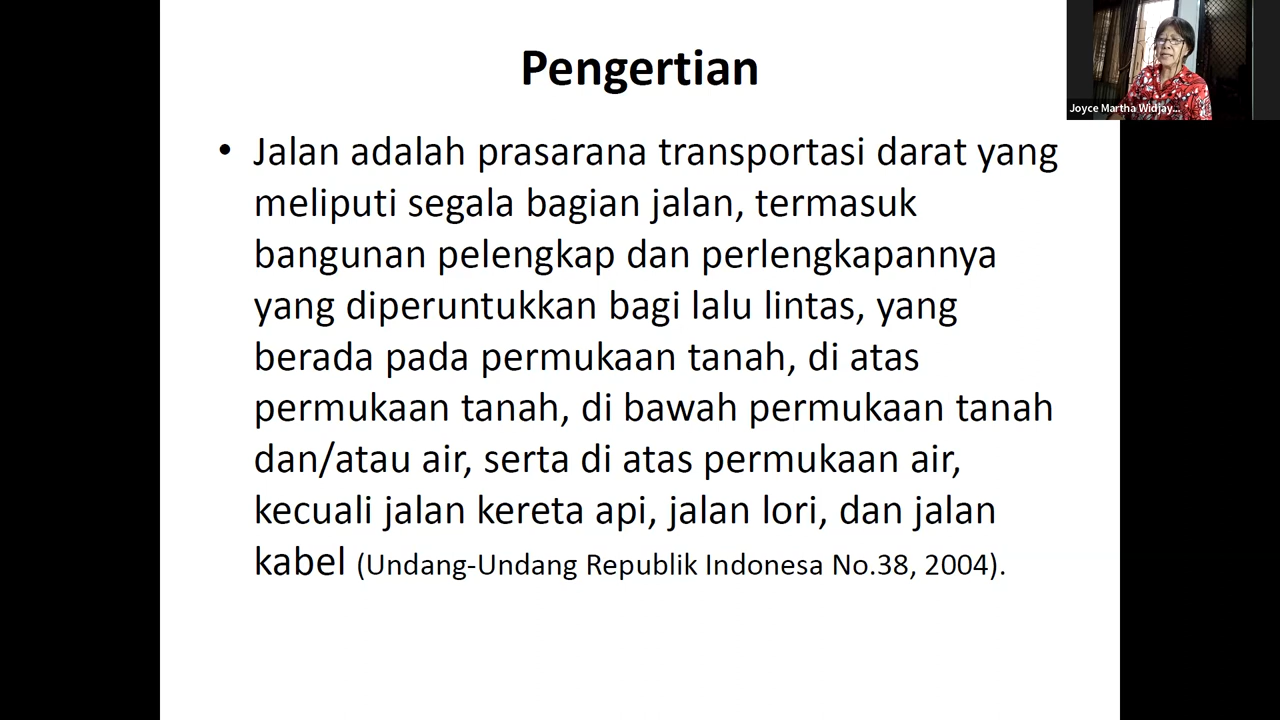 Pengertian
Joyce Martha Widjay...
• Jalan adalah prasarana transportasi darat yang
meliputi segala bagian jalan, termasuk
bangunan pelengkap dan perlengkapannya
yang diperuntukkan bagi lalu lintas, yang
berada pada permukaan tanah, di atas
permukaan tanah, di bawah permukaan tanah
dan/atau air, serta di atas permukaan air,
kecuali jalan kereta api, jalan lori, dan jalan
kabel (Undang-Undang Republik Indonesa No.38, 2004).